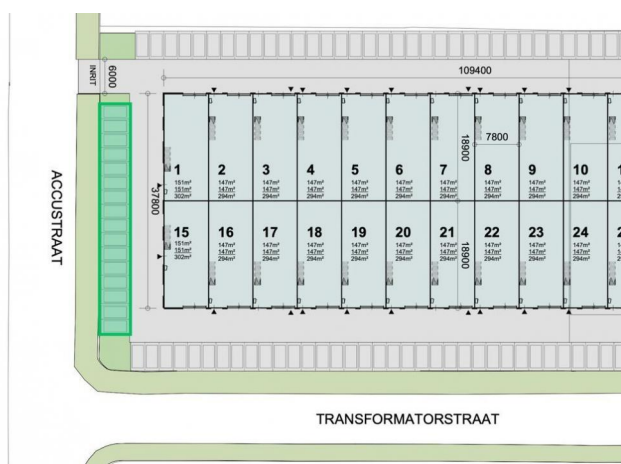 109400
INRIT
6000
7800
18900
37800
18900
1
151m²
151m²
302m²
2
147m²
147m²
294m²
3
147m²
147m²
294m²
4
147m²
147m²
294m²
5
147m²
147m²
294m²
6
147m²
147m²
294m²
7
147m²
147m²
294m²
8
147m²
147m²
294m²
9
147m²
147m²
294m²
10
147m²
147m²
294m²
15
151m²
151m²
302m²
16
147m²
147m²
294m²
17
147m²
147m²
294m²
18
147m²
147m²
294m²
19
147m²
147m²
294m²
20
147m²
147m²
294m²
21
147m²
147m²
294m²
22
147m²
147m²
294m²
23
147m²
147m²
294m²
24
147m²
147m²
294m²
ACCUSTRAAT
TRANSFORMATORSTRAAT